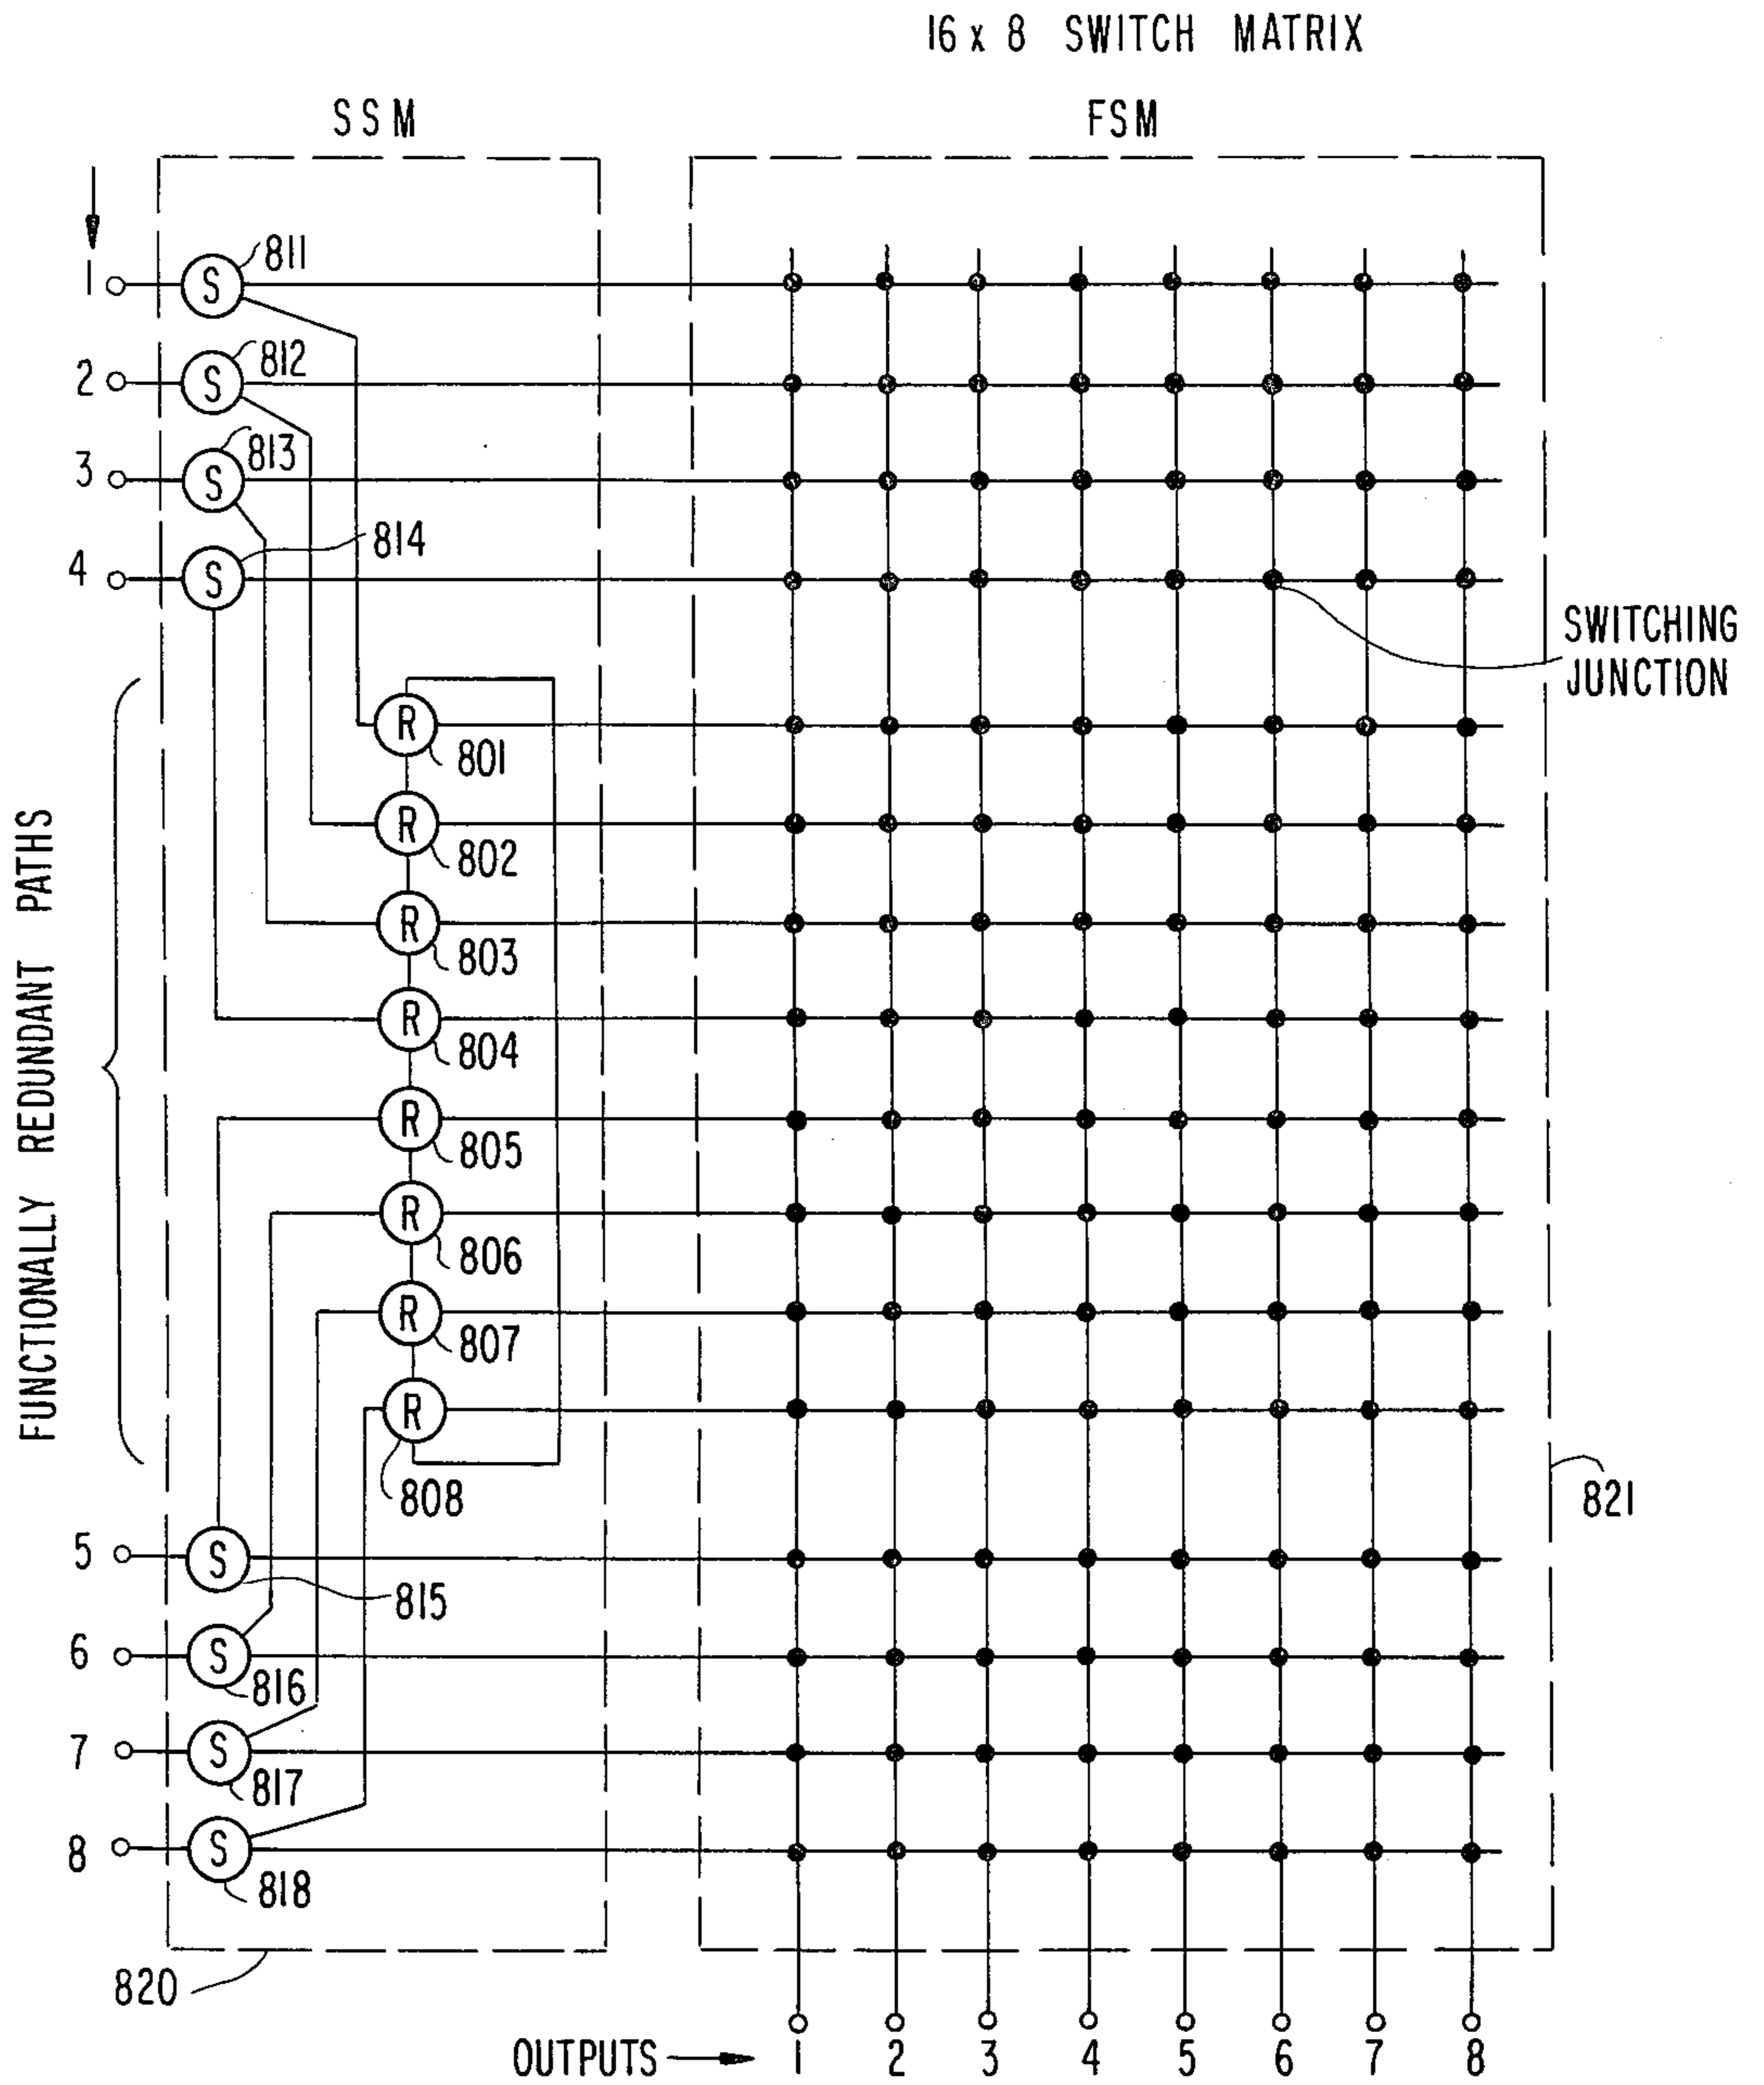 16 x 8 SWITCH MATRIX
SSM
FSM
1
S
811
2
S
812
3
S
813
4
S
814
SWITCHING
JUNCTION
FUNCTIONALLY REDUNDANT PATHS
R
801
R
802
R
803
R
804
R
805
R
806
R
807
R
808
821
5
S
815
6
S
816
7
S
817
8
S
818
820
OUTPUTS
1 2 3 4 5 6 7 8